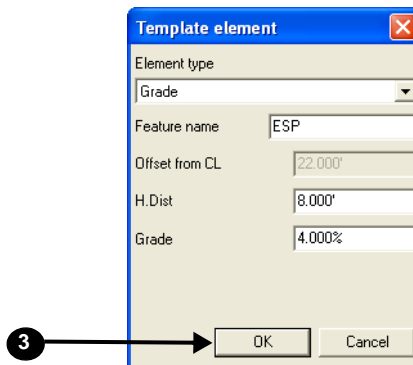 Template element
Element type
Grade
Feature name ESP
Offset from CL 22.000'
H.Dist 8.000'
Grade 4.000%
3 OK Cancel